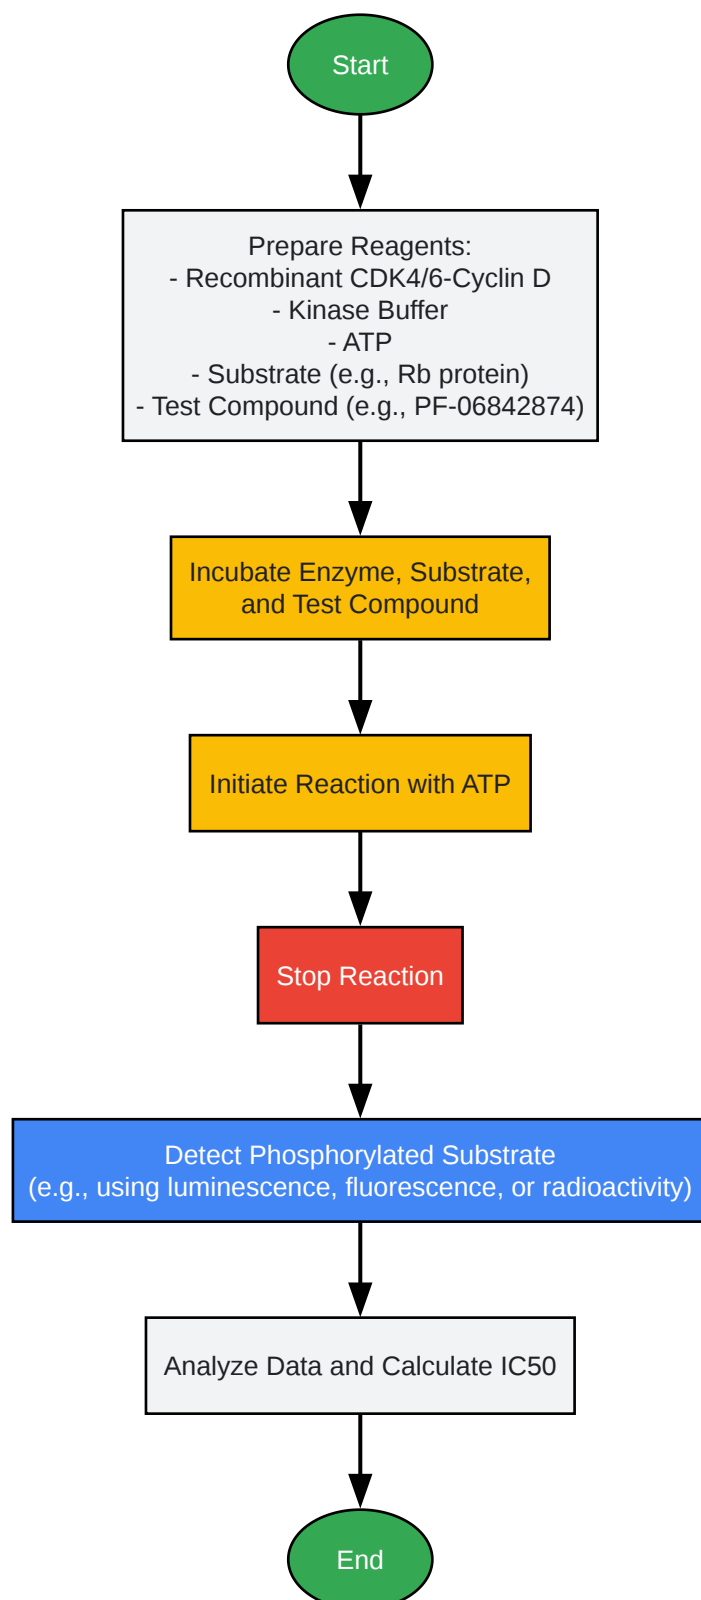 Start
Prepare Reagents:
- Recombinant CDK4/6-Cyclin D
- Kinase Buffer
- ATP
- Substrate (e.g., Rb protein)
- Test Compound (e.g., PF-06842874)
Incubate Enzyme, Substrate,
and Test Compound
Initiate Reaction with ATP
Stop Reaction
Detect Phosphorylated Substrate
(e.g., using luminescence, fluorescence, or radioactivity)
Analyze Data and Calculate IC50
End